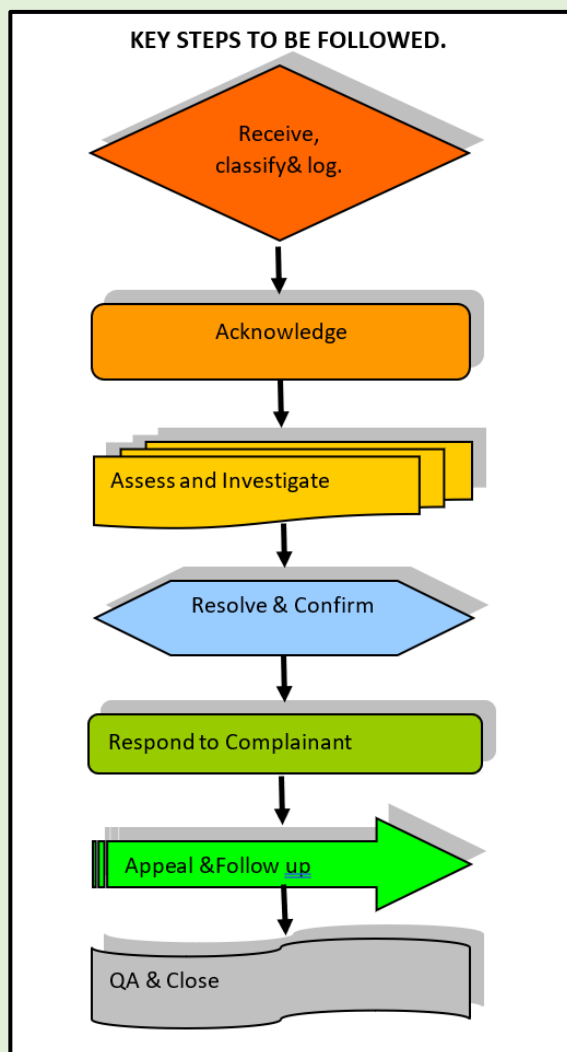 KEY STEPS TO BE FOLLOWED.
Receive,
classify& log.
Acknowledge
Assess and Investigate
Resolve & Confirm
Respond to Complainant
Appeal &Follow up
QA & Close